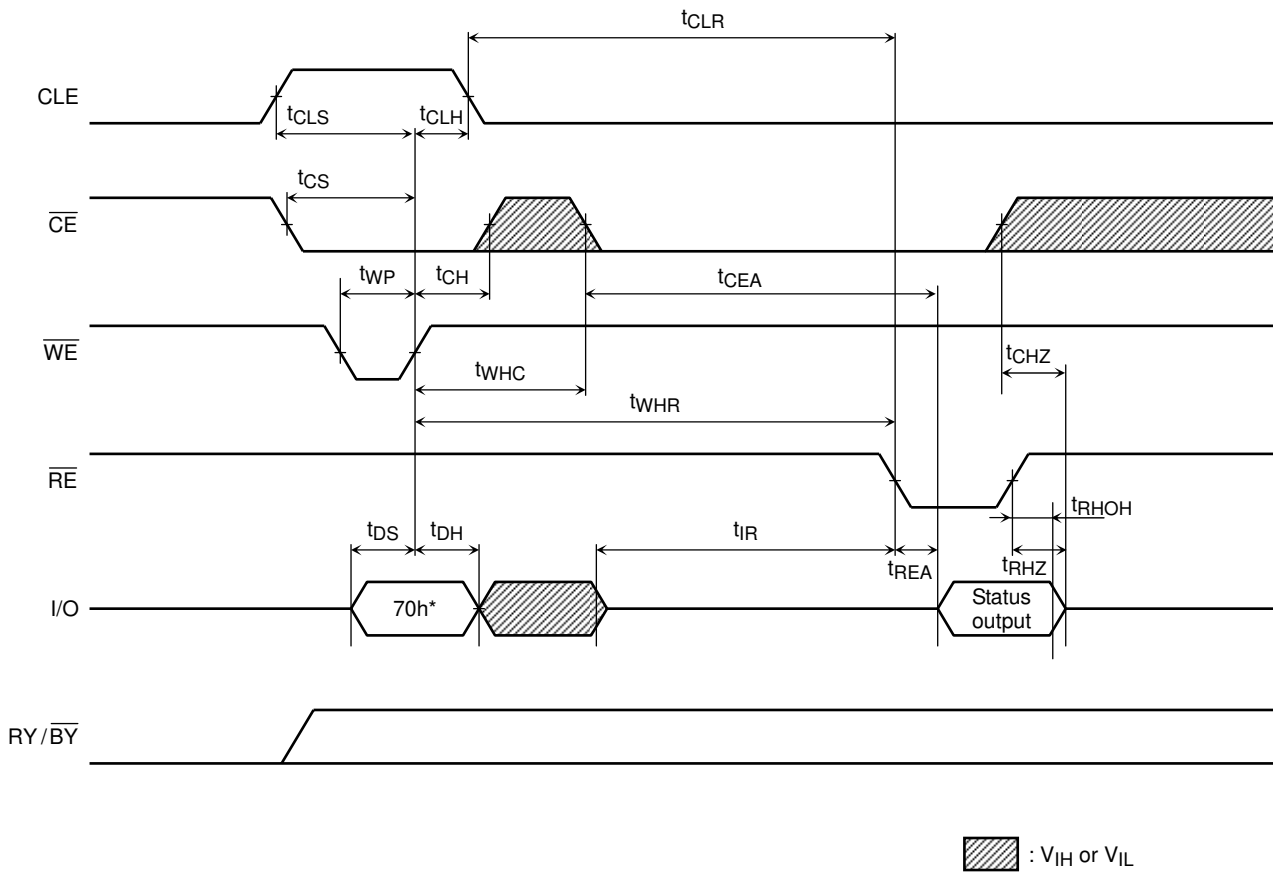 tCLR
CLE
tCLS
tCLH
tCS
CE
tWP
tCH
tCEA
WE
tCHZ
tWHC
tWHR
RE
tRHOH
tDS
tDH
tIR
tREA
tRHZ
I/O
70h*
Status
output
RY/BY
: VIH or VIL